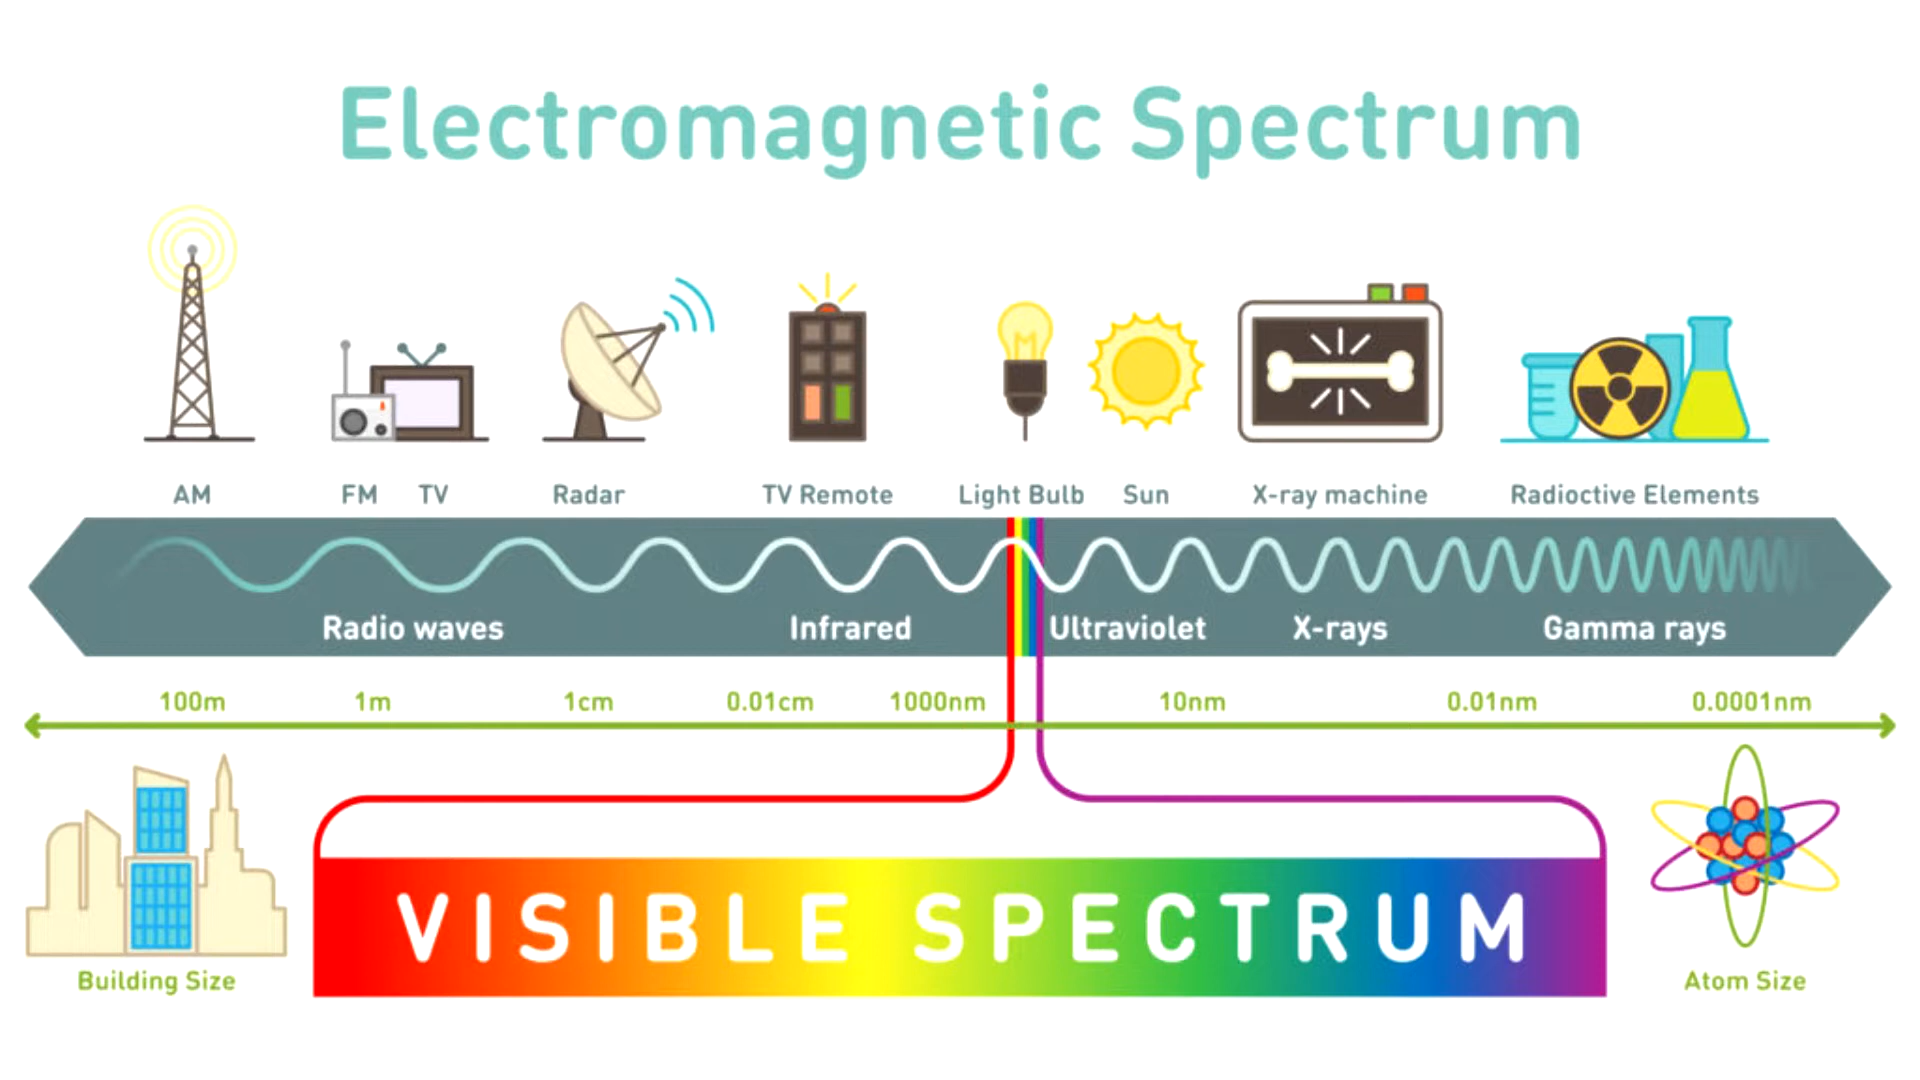 Electromagnetic Spectrum
AM FM TV Radar TV Remote Light Bulb Sun X-ray machine Radioctive Elements
Radio waves Infrared Ultraviolet X-rays Gamma rays
100m 1m 1cm 0.01cm 1000nm 10nm 0.01nm 0.0001nm
VISIBLE SPECTRUM
Building Size Atom Size